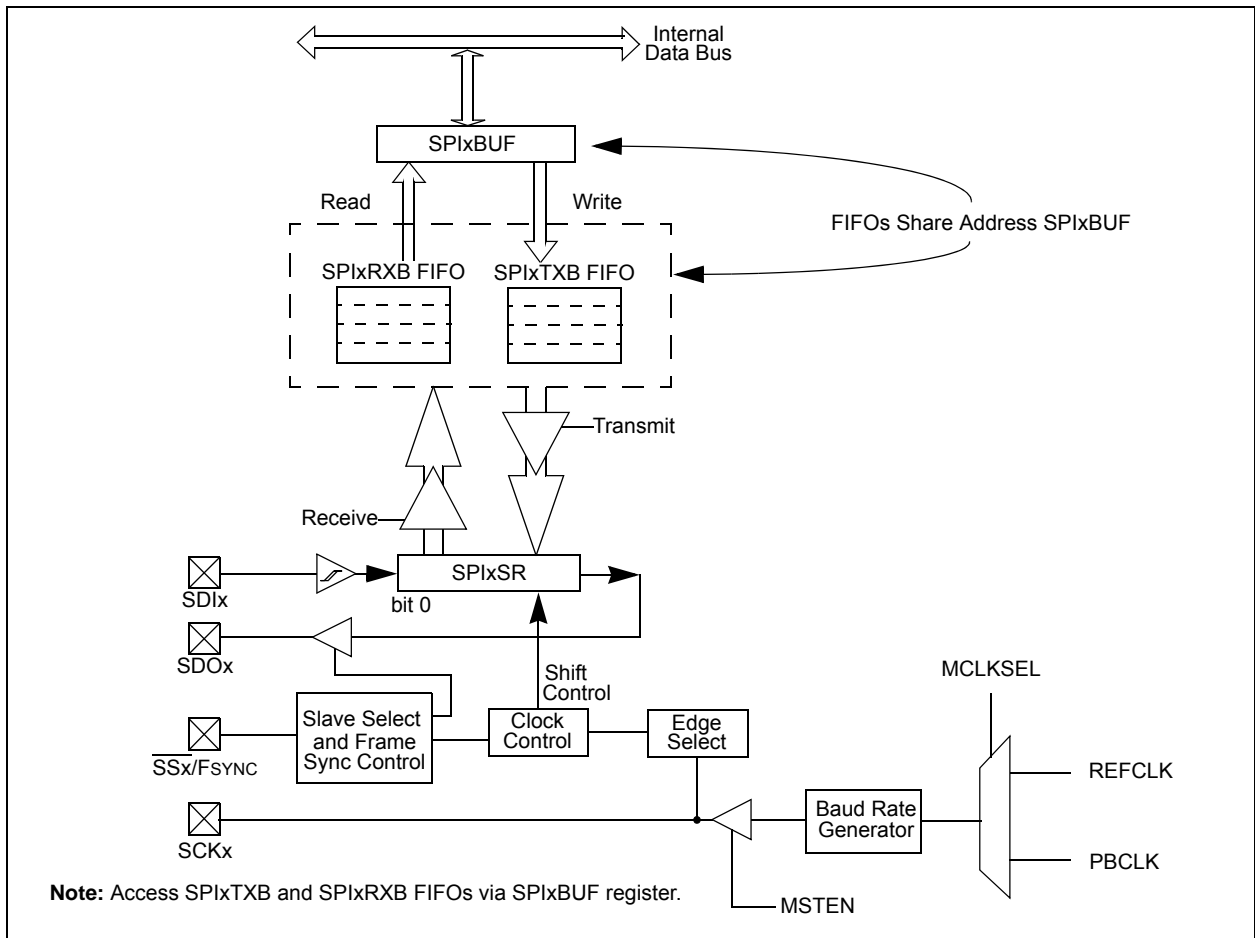 Internal
Data Bus
SPIxBUF
Read
Write
FIFOs Share Address SPIxBUF
SPIxRXB FIFO
SPIxTXB FIFO
Transmit
Receive
SPIxSR
SDIx
bit 0
SDOx
Shift
Control
MCLKSEL
Slave Select
and Frame
Sync Control
Clock
Control
Edge
Select
SSx/FSYNC
REFCLK
Baud Rate
Generator
SCKx
PBCLK
Note: Access SPIxTXB and SPIxRXB FIFOs via SPIxBUF register.
MSTEN